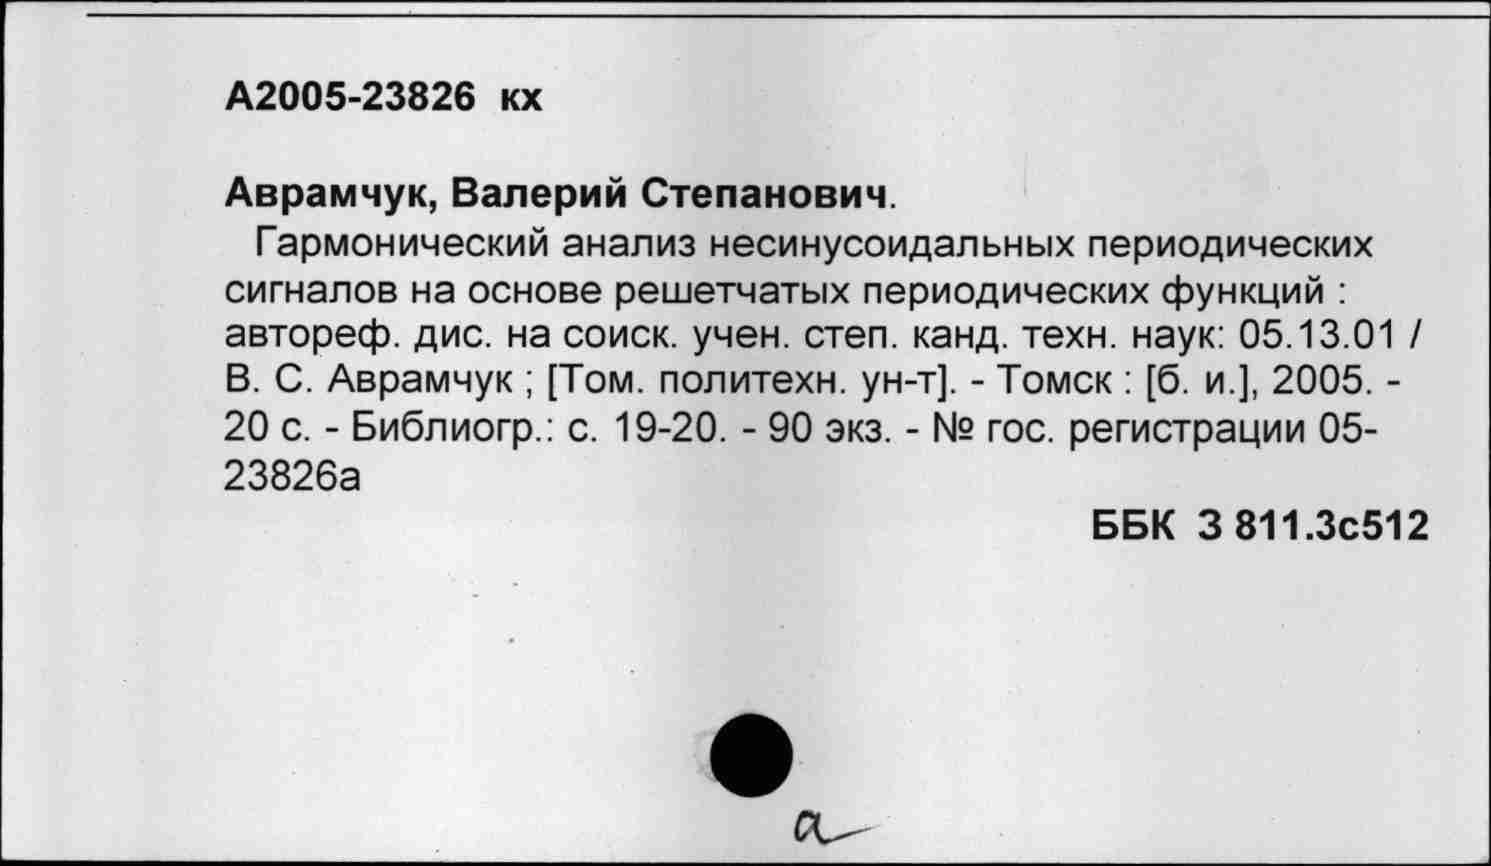 А2005-23826 кх
Аврамчук, Валерий Степанович.
Гармонический анализ несинусоидальных периодических
сигналов на основе решетчатых периодических функций :
автореф. дис. на соиск. учен. степ. канд. техн. наук: 05.13.01 /
В. С. Аврамчук ; [Том. политехн. ун-т]. - Томск : [б. и.], 2005. -
20 с. - Библиогр.: с. 19-20. - 90 экз. - № гос. регистрации 05-
23826а
ББК З 811.3с512
а